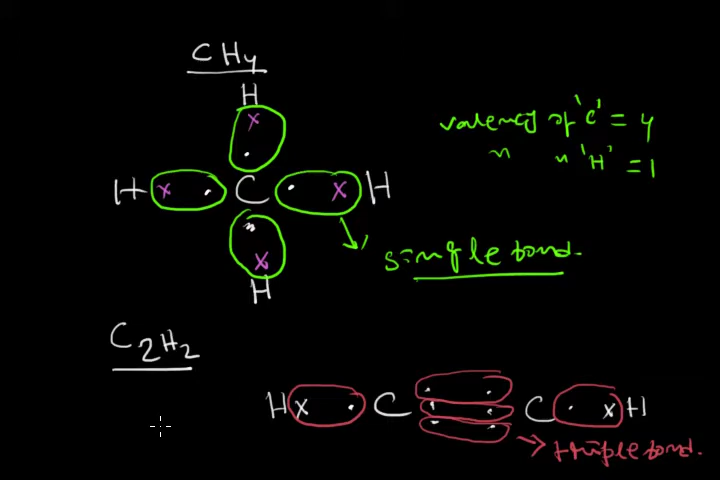 CH4
H
x
valency of 'C' = 4
" " 'H' = 1
H x C x H
x
single bond.
H
C2H2
H x C C x H
triple bond.